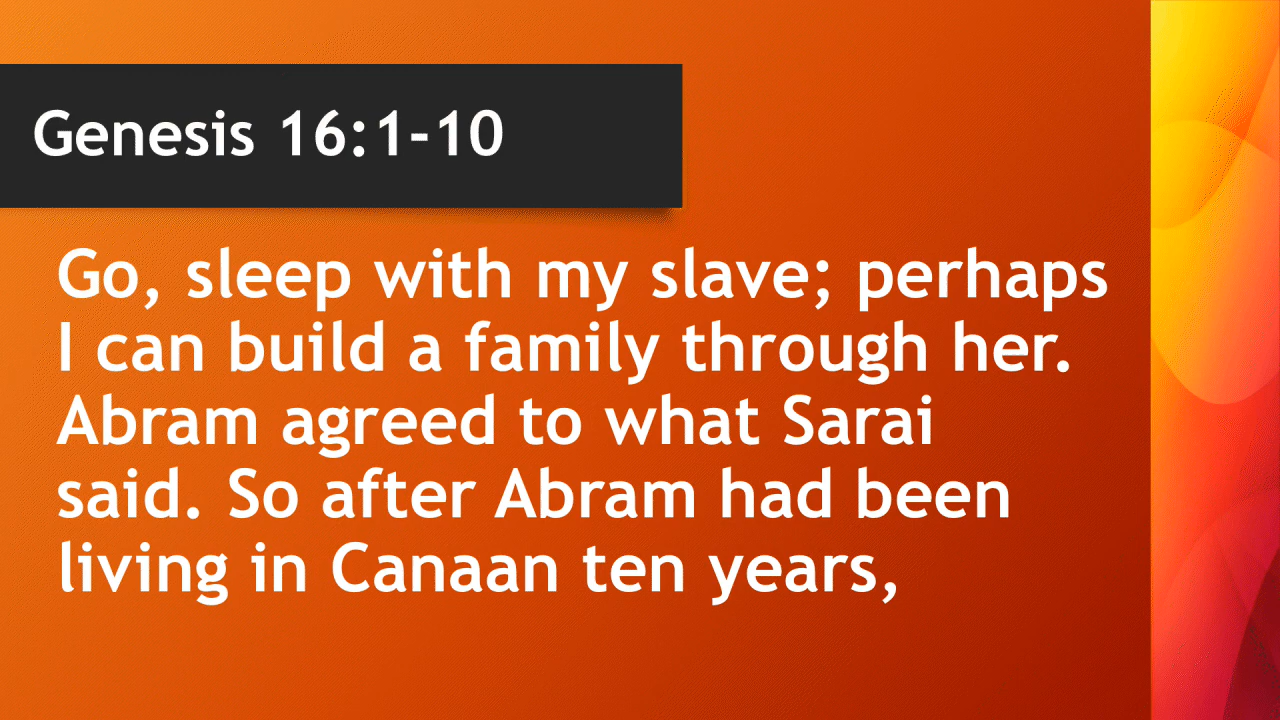 Genesis 16:1-10
Go, sleep with my slave; perhaps
I can build a family through her.
Abram agreed to what Sarai
said. So after Abram had been
living in Canaan ten years,